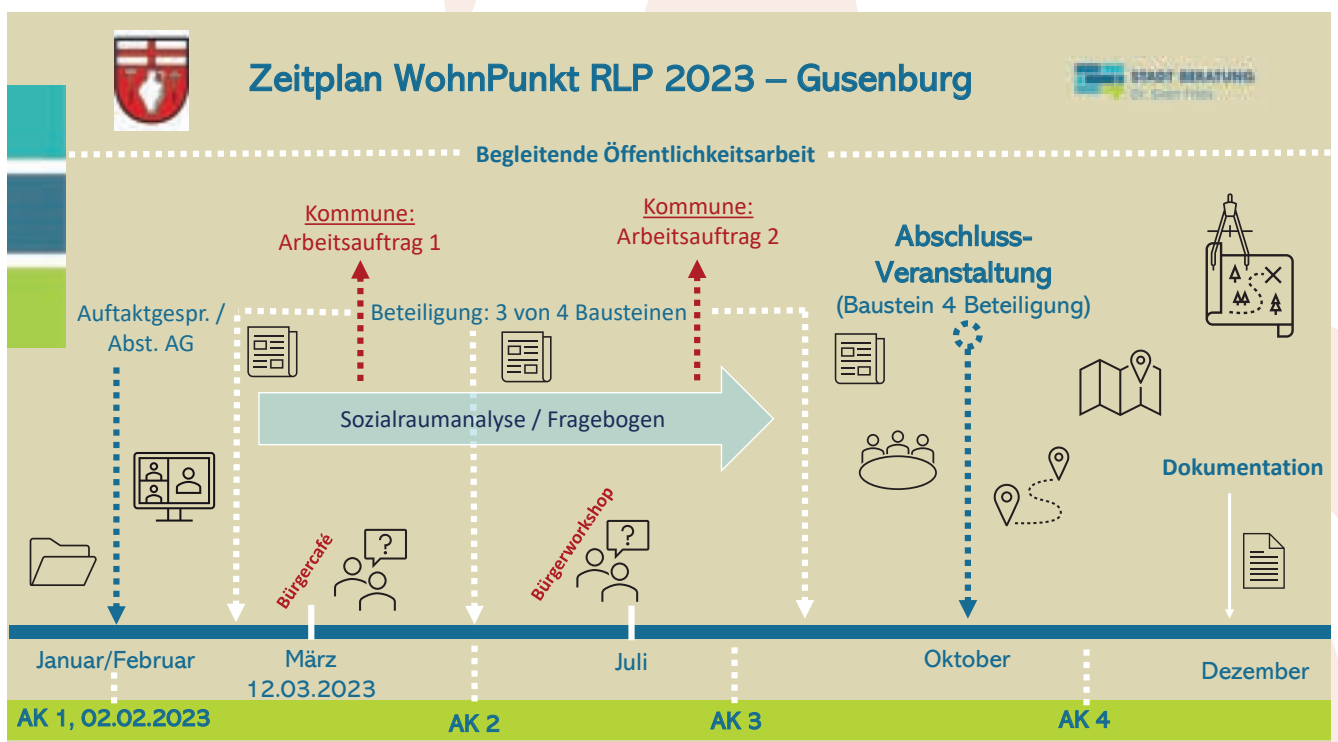 Zeitplan WohnPunkt RLP 2023 – Gusenburg
STADT BERATUNG
Begleitende Öffentlichkeitsarbeit
Kommune:
Arbeitsauftrag 1
Kommune:
Arbeitsauftrag 2
Abschluss-
Veranstaltung
(Baustein 4 Beteiligung)
Auftaktgespr. /
Abst. AG
Beteiligung: 3 von 4 Bausteinen
Sozialraumanalyse / Fragebogen
Dokumentation
Bürgercafé
?
Bürgerworkshop
?
Januar/Februar
März
12.03.2023
Juli
Oktober
Dezember
AK 1, 02.02.2023
AK 2
AK 3
AK 4